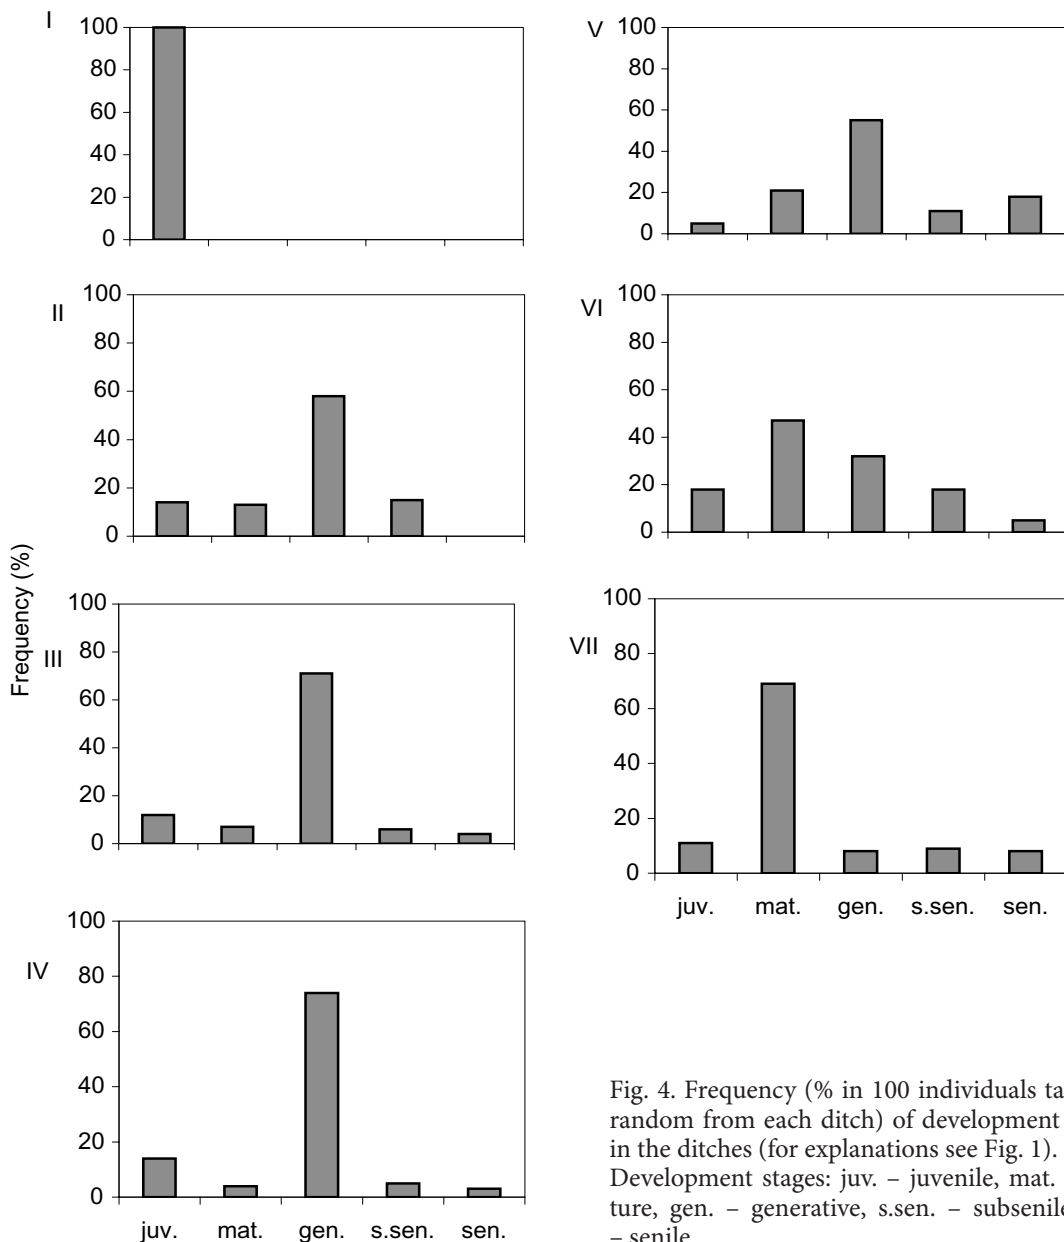 I
100
80
60
40
20
0
II
100
80
60
40
20
0
Frequency (%)
III
100
80
60
40
20
0
IV
100
80
60
40
20
0
juv. mat. gen. s.sen. sen.
V
100
80
60
40
20
0
VI
100
80
60
40
20
0
VII
100
80
60
40
20
0
juv. mat. gen. s.sen. sen.
Fig. 4. Frequency (% in 100 individuals ta
random from each ditch) of development
in the ditches (for explanations see Fig. 1).
Development stages: juv. – juvenile, mat.
ture, gen. – generative, s.sen. – subsenile
– senile